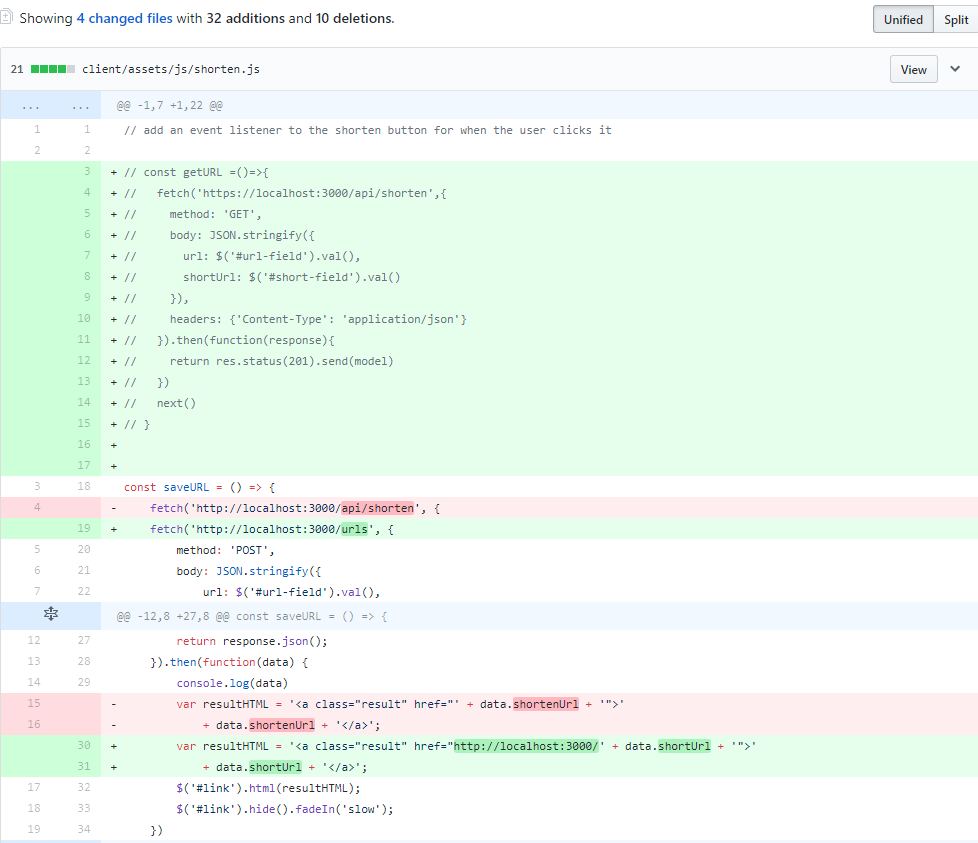 Showing 4 changed files with 32 additions and 10 deletions.
Unified Split
21 client/assets/js/shorten.js View
... ... @@ -1,7 +1,22 @@
1 1 // add an event listener to the shorten button for when the user clicks it
2 2
3 + // const getURL =()=>{
4 + //   fetch('https://localhost:3000/api/shorten',{
5 + //     method: 'GET',
6 + //     body: JSON.stringify({
7 + //       url: $('#url-field').val(),
8 + //       shortUrl: $('#short-field').val()
9 + //     }),
10 + //     headers: {'Content-Type': 'application/json'}
11 + //   }).then(function(response){
12 + //     return res.status(201).send(model)
13 + //   })
14 + //   next()
15 + // }
16 +
17 +
3 18 const saveURL = () => {
4 -     fetch('http://localhost:3000/api/shorten', {
19 +     fetch('http://localhost:3000/urls', {
5 20         method: 'POST',
6 21         body: JSON.stringify({
7 22             url: $('#url-field').val(),
@@ -12,8 +27,8 @@ const saveURL = () => {
12 27         return response.json();
13 28     }).then(function(data) {
14 29         console.log(data)
15 -         var resultHTML = '<a class="result" href="' + data.shortenUrl + '">'
16 -             + data.shortenUrl + '</a>';
30 +         var resultHTML = '<a class="result" href="http://localhost:3000/' + data.shortUrl + '">'
31 +             + data.shortUrl + '</a>';
17 32         $('#link').html(resultHTML);
18 33         $('#link').hide().fadeIn('slow');
19 34     })